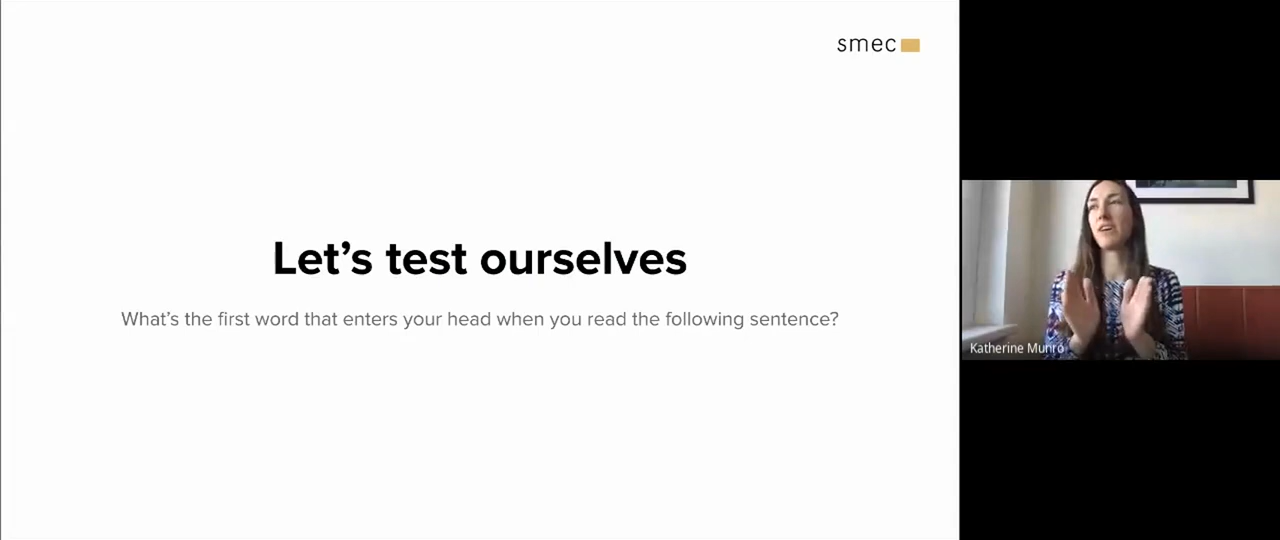 smec
Let’s test ourselves
What’s the first word that enters your head when you read the following sentence?
Katherine Munro